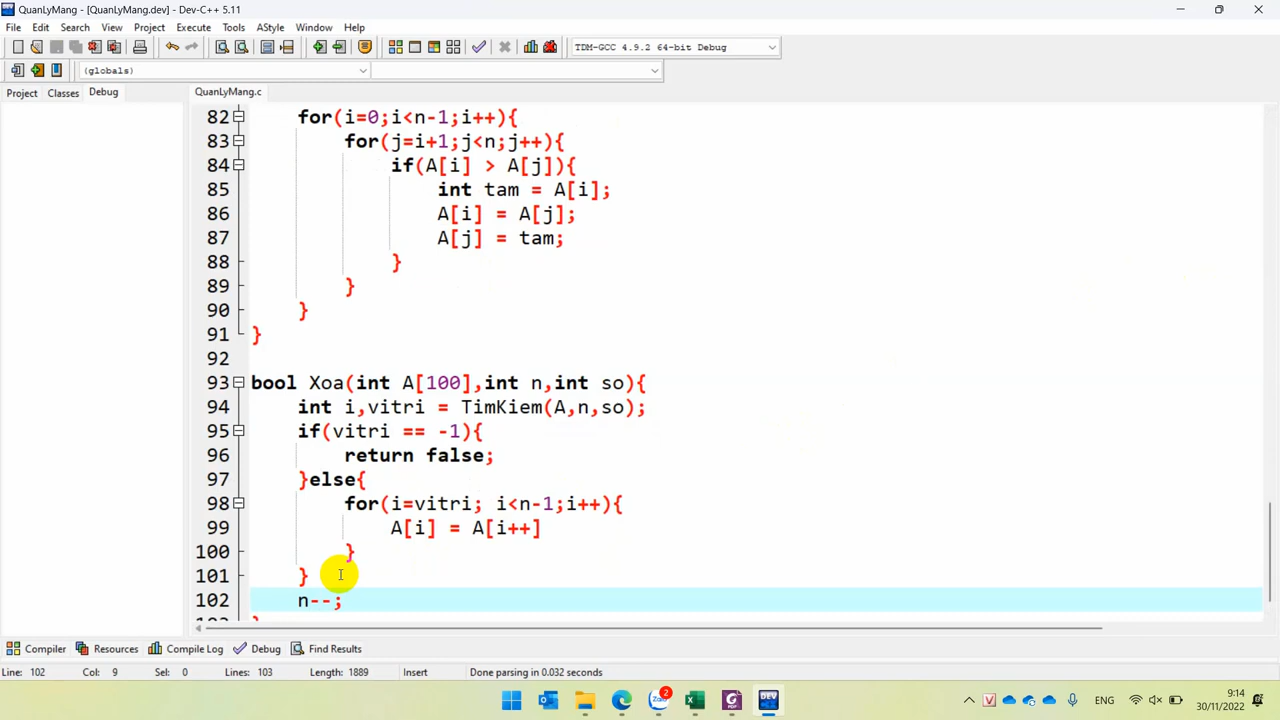 QuanLyMang - [QuanLyMang.dev] - Dev-C++ 5.11
File Edit Search View Project Execute Tools AStyle Window Help
TDM-GCC 4.9.2 64-bit Debug
(globals)
Project Classes Debug QuanLyMang.c
82 for(i=0;i<n-1;i++){
83 for(j=i+1;j<n;j++){
84 if(A[i] > A[j]){
85 int tam = A[i];
86 A[i] = A[j];
87 A[j] = tam;
88 }
89 }
90 }
91 }
92
93 bool Xoa(int A[100],int n,int so){
94 int i,vitri = TimKiem(A,n,so);
95 if(vitri == -1){
96 return false;
97 }else{
98 for(i=vitri; i<n-1;i++){
99 A[i] = A[i++]
100 }
101 }
102 n--;
Compiler Resources Compile Log Debug Find Results
Line: 102 Col: 9 Sel: 0 Lines: 103 Length: 1889 Insert Done parsing in 0.032 seconds
2 PDF DEV ENG 9:14
30/11/2022